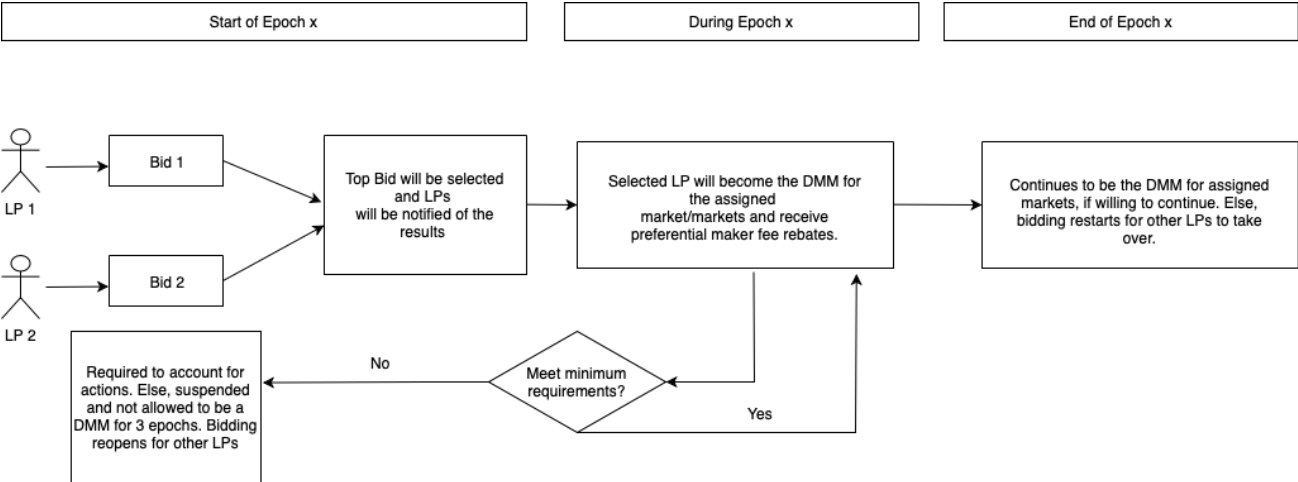 Start of Epoch x
During Epoch x
End of Epoch x
LP 1
Bid 1
LP 2
Bid 2
Top Bid will be selected
and LPs
will be notified of the
results
Selected LP will become the DMM for
the assigned
market/markets and receive
preferential maker fee rebates.
Continues to be the DMM for assigned
markets, if willing to continue. Else,
bidding restarts for other LPs to take
over.
Meet minimum
requirements?
Yes
No
Required to account for
actions. Else, suspended
and not allowed to be a
DMM for 3 epochs. Bidding
reopens for other LPs